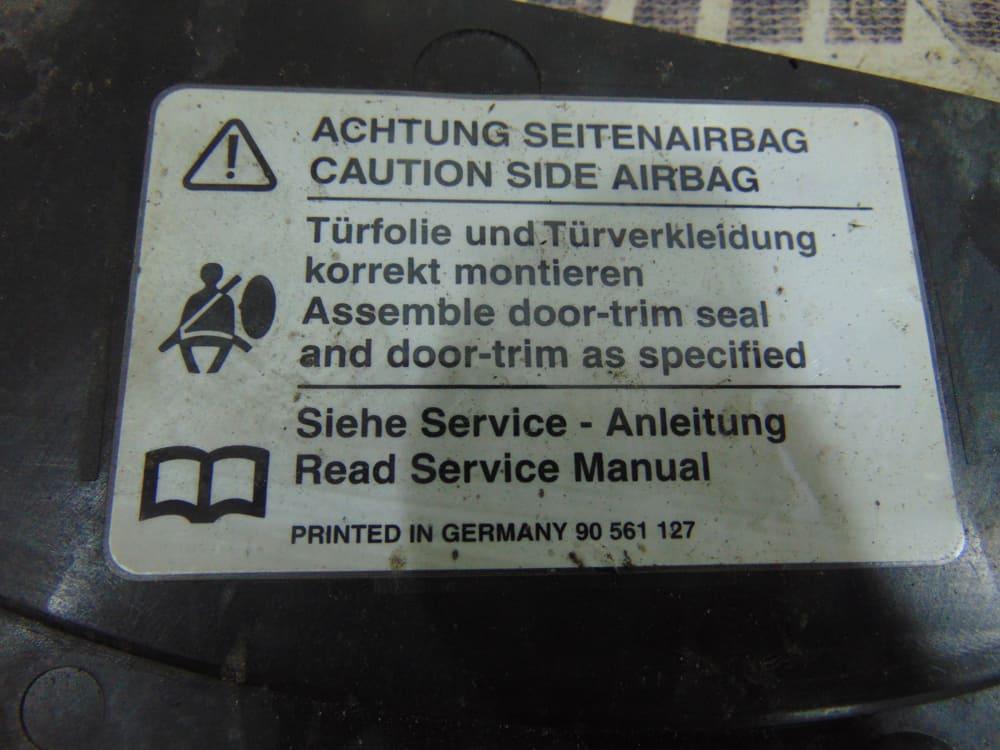 ACHTUNG SEITENAIRBAG
CAUTION SIDE AIRBAG
Türfolie und Türverkleidung
korrekt montieren
Assemble door-trim seal
and door-trim as specified
Siehe Service - Anleitung
Read Service Manual
PRINTED IN GERMANY 90 561 127